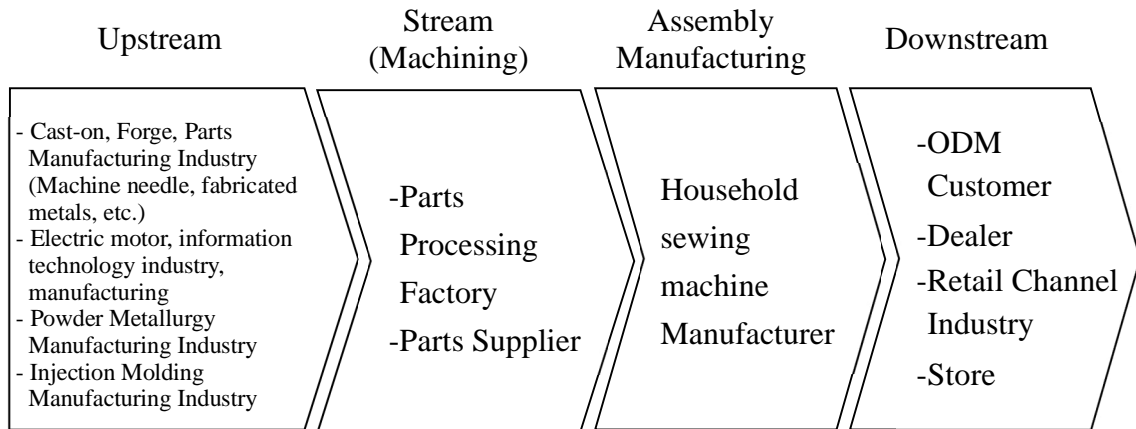 Upstream
Stream
(Machining)
Assembly
Manufacturing
Downstream
- Cast-on, Forge, Parts
Manufacturing Industry
(Machine needle, fabricated
metals, etc.)
- Electric motor, information
technology industry,
manufacturing
- Powder Metallurgy
Manufacturing Industry
- Injection Molding
Manufacturing Industry
-Parts
Processing
Factory
-Parts Supplier
Household
sewing
machine
Manufacturer
-ODM
Customer
-Dealer
-Retail Channel
Industry
-Store